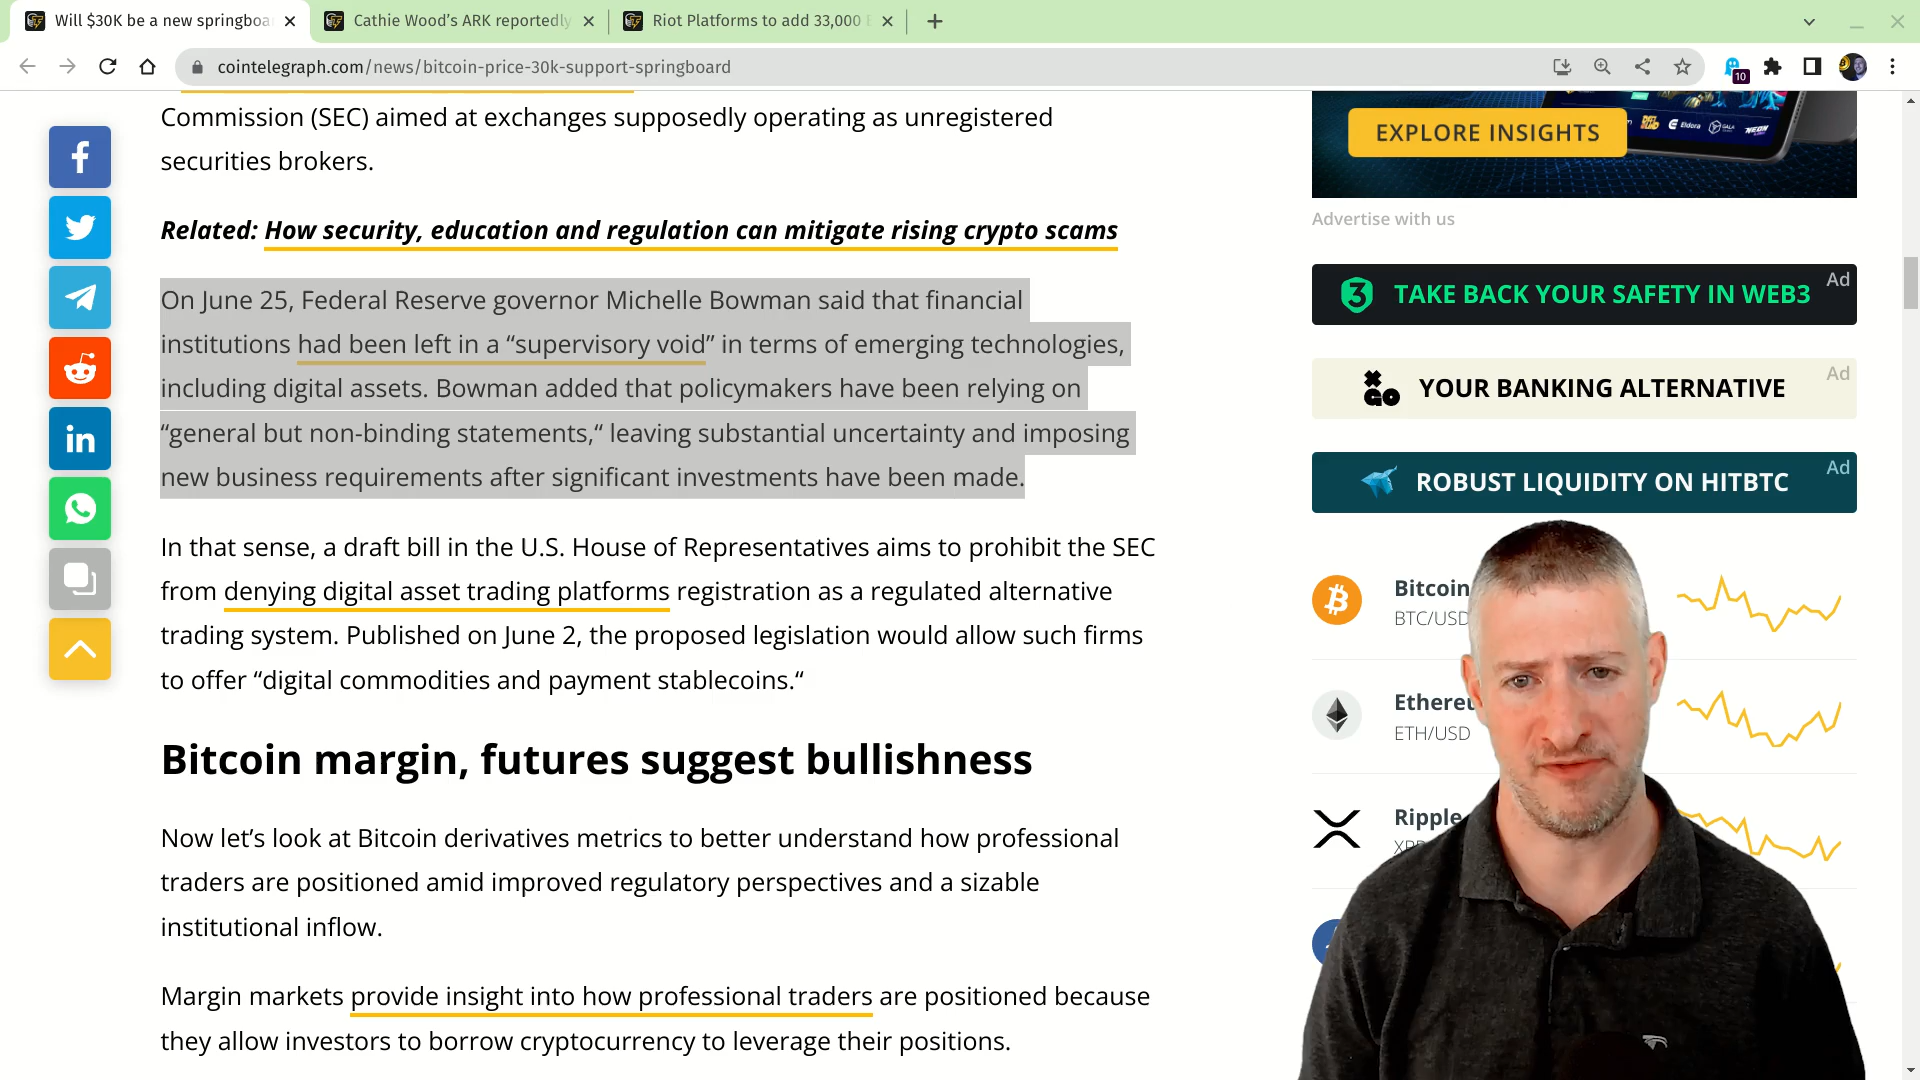 Will $30K be a new springboa
Cathie Wood's ARK reportedly
Riot Platforms to add 33,000
cointelegraph.com/news/bitcoin-price-30k-support-springboard
10
Commission (SEC) aimed at exchanges supposedly operating as unregistered
securities brokers.
Related: How security, education and regulation can mitigate rising crypto scams
On June 25, Federal Reserve governor Michelle Bowman said that financial
institutions had been left in a “supervisory void” in terms of emerging technologies,
including digital assets. Bowman added that policymakers have been relying on
“general but non-binding statements,“ leaving substantial uncertainty and imposing
new business requirements after significant investments have been made.
In that sense, a draft bill in the U.S. House of Representatives aims to prohibit the SEC
from denying digital asset trading platforms registration as a regulated alternative
trading system. Published on June 2, the proposed legislation would allow such firms
to offer “digital commodities and payment stablecoins.“
Bitcoin margin, futures suggest bullishness
Now let's look at Bitcoin derivatives metrics to better understand how professional
traders are positioned amid improved regulatory perspectives and a sizable
institutional inflow.
Margin markets provide insight into how professional traders are positioned because
they allow investors to borrow cryptocurrency to leverage their positions.
EXPLORE INSIGHTS
Eldora
GALA
NEON
Advertise with us
TAKE BACK YOUR SAFETY IN WEB3
Ad
YOUR BANKING ALTERNATIVE
Ad
ROBUST LIQUIDITY ON HITBTC
Ad
Bitcoin
BTC/USD
Ethereu
ETH/USD
Ripple